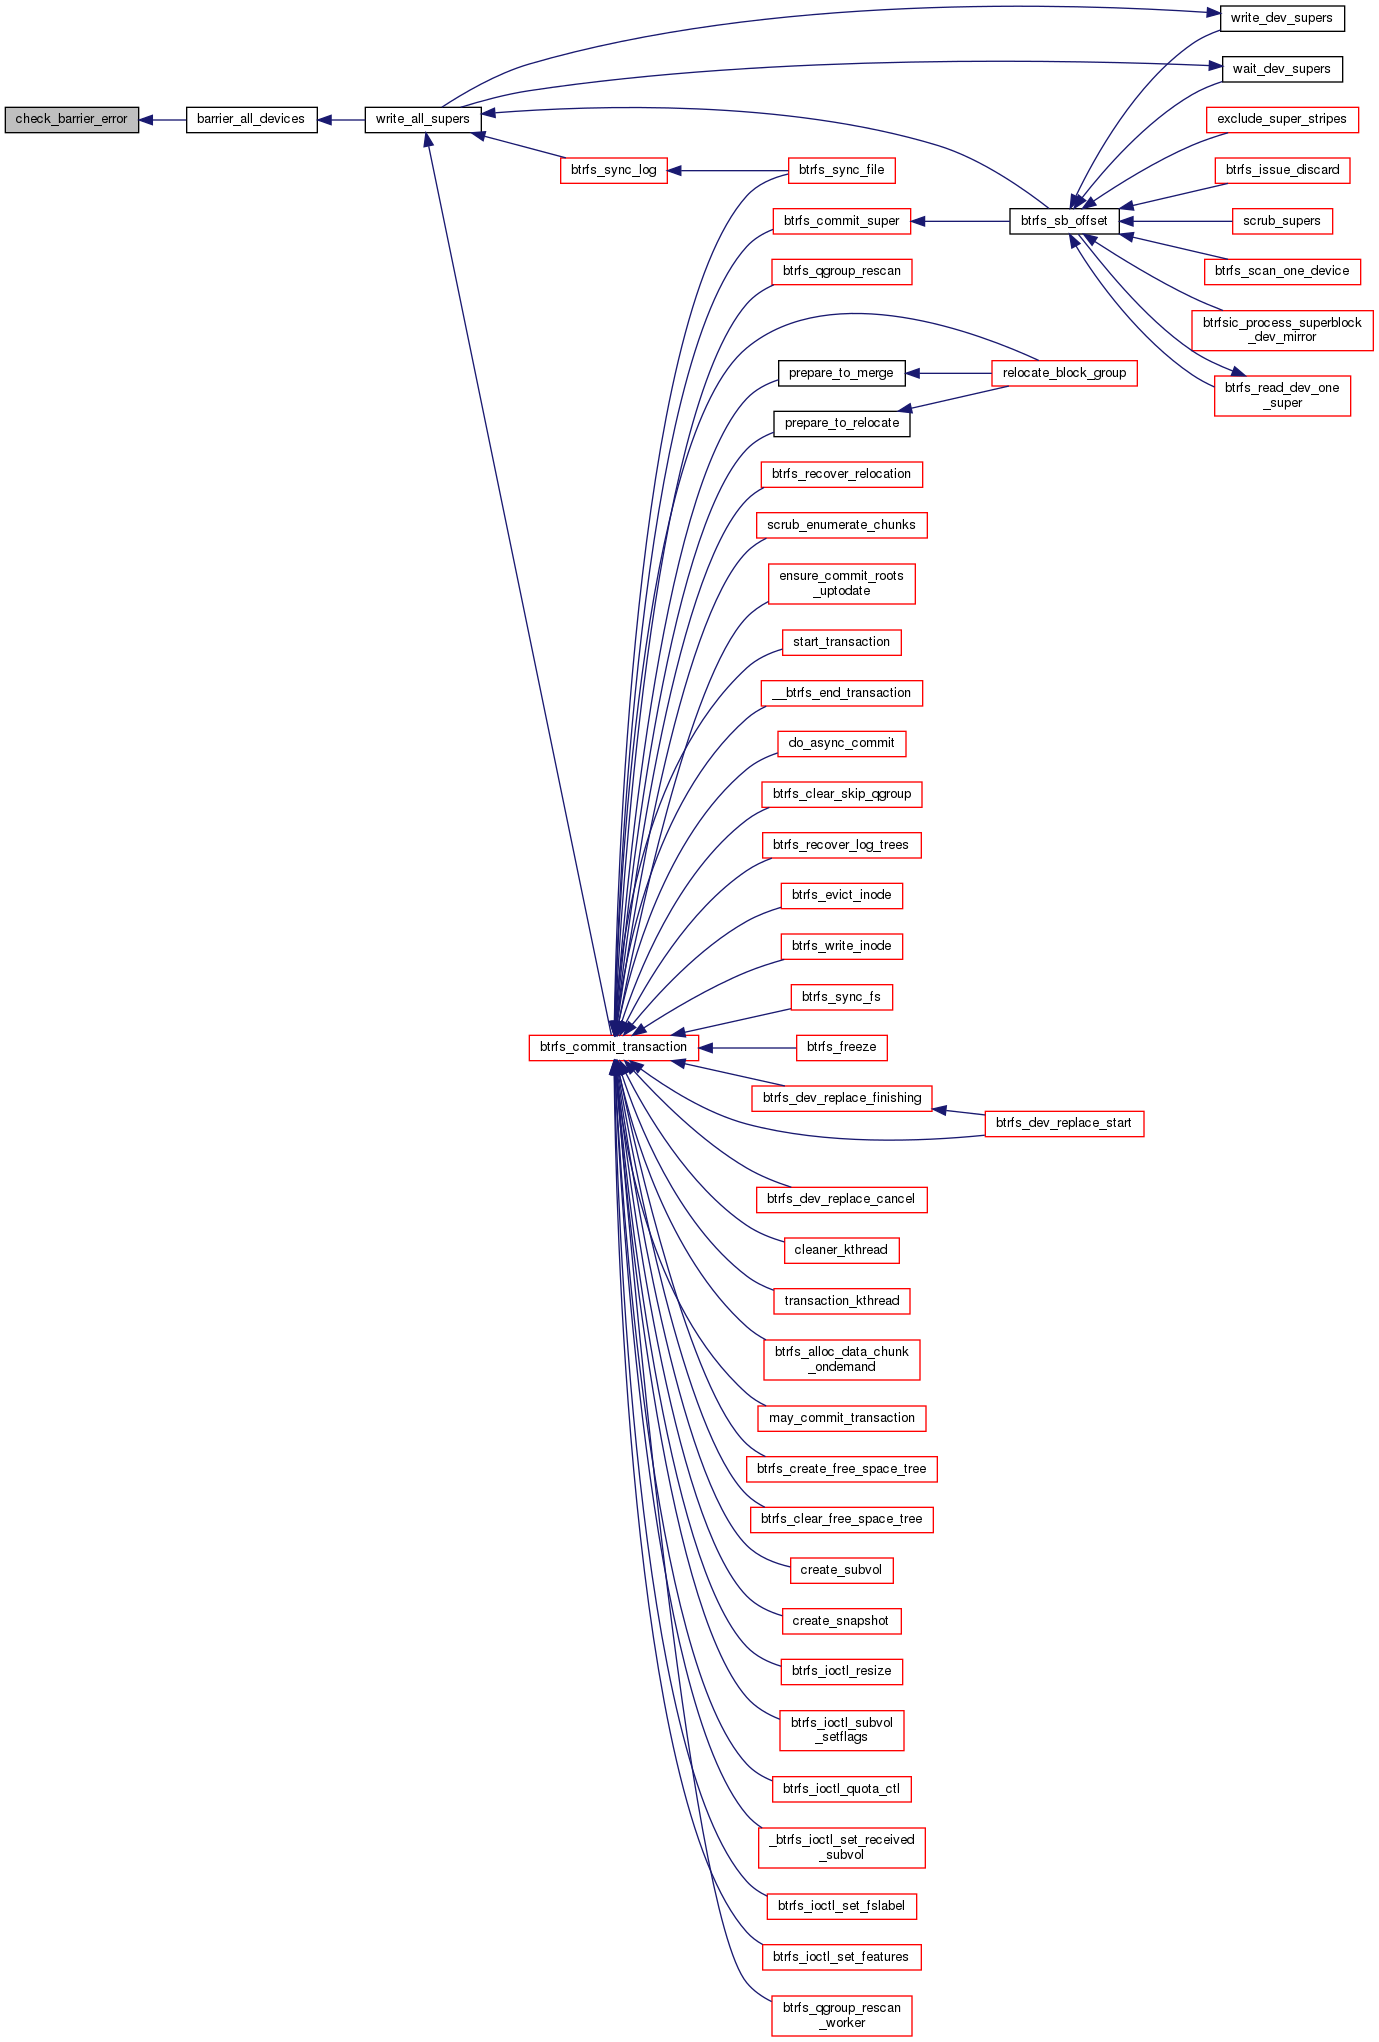 write_dev_supers
wait_dev_supers
check_barrier_error
barrier_all_devices
write_all_supers
exclude_super_stripes
btrfs_sync_log
btrfs_sync_file
btrfs_issue_discard
btrfs_commit_super
btrfs_sb_offset
scrub_supers
btrfs_qgroup_rescan
btrfs_scan_one_device
btrfsic_process_superblock
_dev_mirror
prepare_to_merge
relocate_block_group
btrfs_read_dev_one
_super
prepare_to_relocate
btrfs_recover_relocation
scrub_enumerate_chunks
ensure_commit_roots
_uptodate
start_transaction
__btrfs_end_transaction
do_async_commit
btrfs_clear_skip_qgroup
btrfs_recover_log_trees
btrfs_evict_inode
btrfs_write_inode
btrfs_sync_fs
btrfs_commit_transaction
btrfs_freeze
btrfs_dev_replace_finishing
btrfs_dev_replace_start
btrfs_dev_replace_cancel
cleaner_kthread
transaction_kthread
btrfs_alloc_data_chunk
_ondemand
may_commit_transaction
btrfs_create_free_space_tree
btrfs_clear_free_space_tree
create_subvol
create_snapshot
btrfs_ioctl_resize
btrfs_ioctl_subvol
_setflags
btrfs_ioctl_quota_ctl
_btrfs_ioctl_set_received
_subvol
btrfs_ioctl_set_fslabel
btrfs_ioctl_set_features
btrfs_qgroup_rescan
_worker